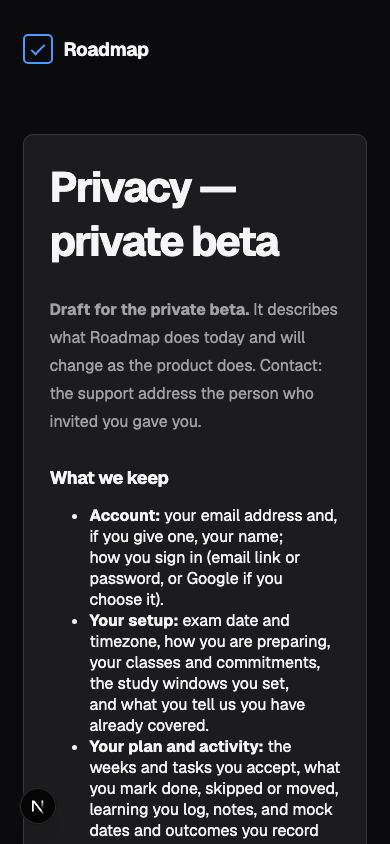 Roadmap
Privacy —
private beta
Draft for the private beta. It describes
what Roadmap does today and will
change as the product does. Contact:
the support address the person who
invited you gave you.
What we keep
• Account: your email address and,
if you give one, your name;
how you sign in (email link or
password, or Google if you
choose it).
• Your setup: exam date and
timezone, how you are preparing,
your classes and commitments,
the study windows you set,
and what you tell us you have
already covered.
• Your plan and activity: the
weeks and tasks you accept, what
you mark done, skipped or moved,
learning you log, notes, and mock
dates and outcomes you record
N